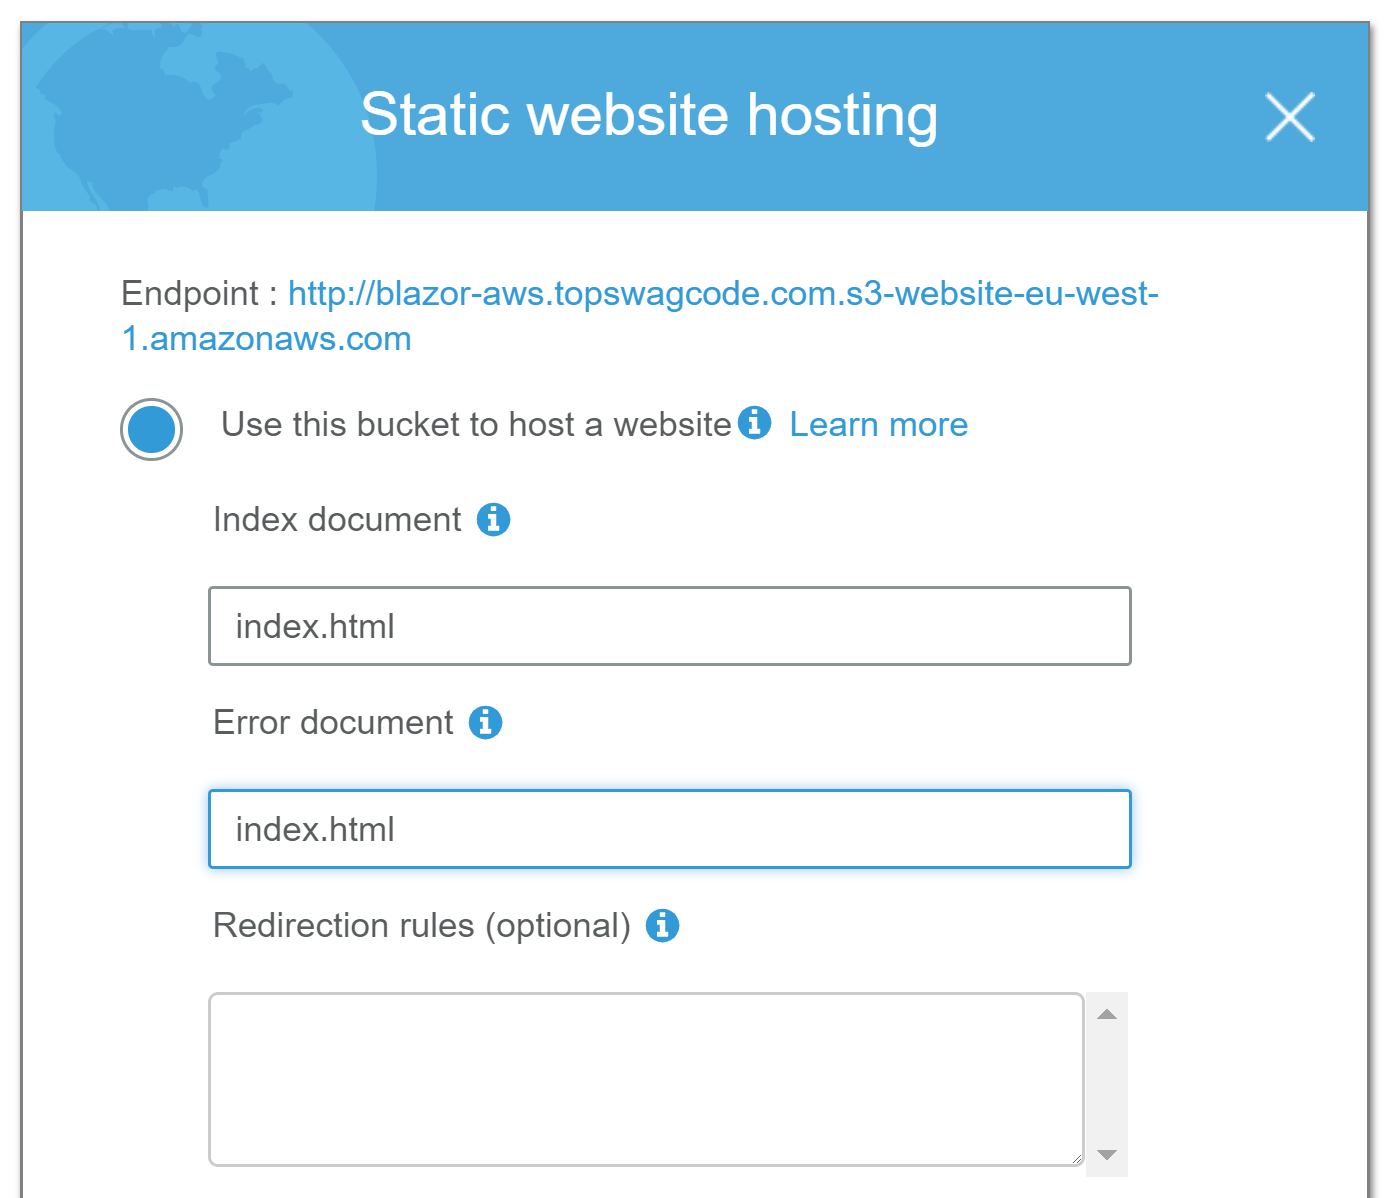 Static website hosting
Endpoint : http://blazor-aws.topswagcode.com.s3-website-eu-west-
1.amazonaws.com
Use this bucket to host a website Learn more
Index document
index.html
Error document
index.html
Redirection rules (optional)